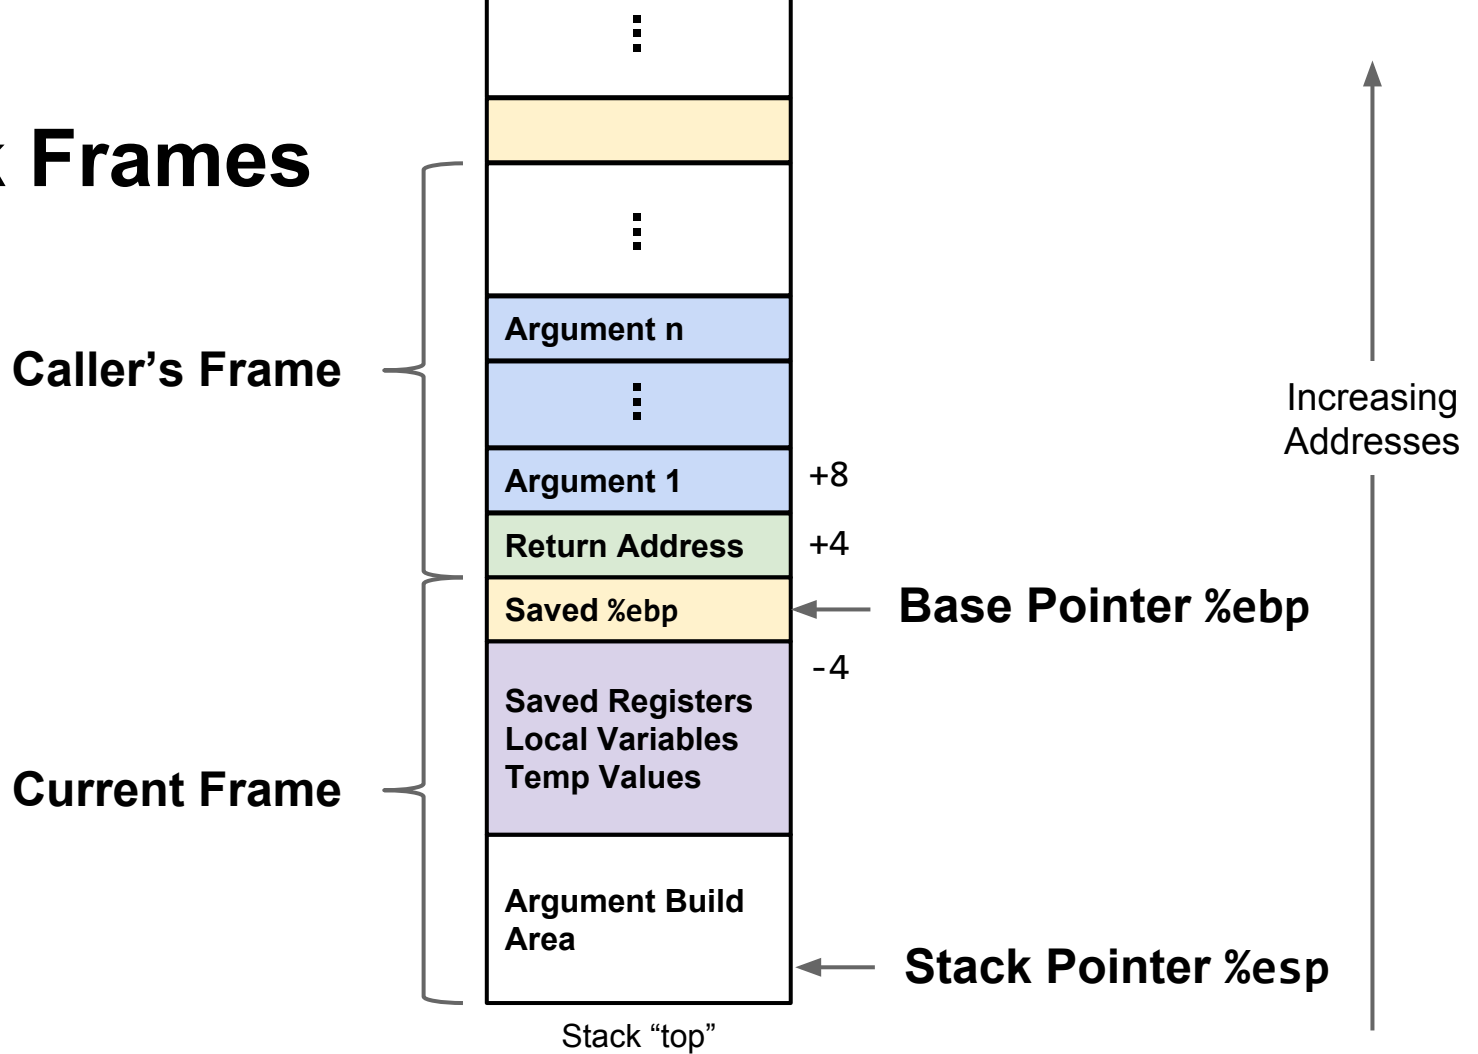 Frames
Caller’s Frame
Current Frame
Argument n
Argument 1
Return Address
Saved %ebp
Saved Registers
Local Variables
Temp Values
Argument Build
Area
Stack “top”
+8
+4
-4
Base Pointer %ebp
Stack Pointer %esp
Increasing
Addresses